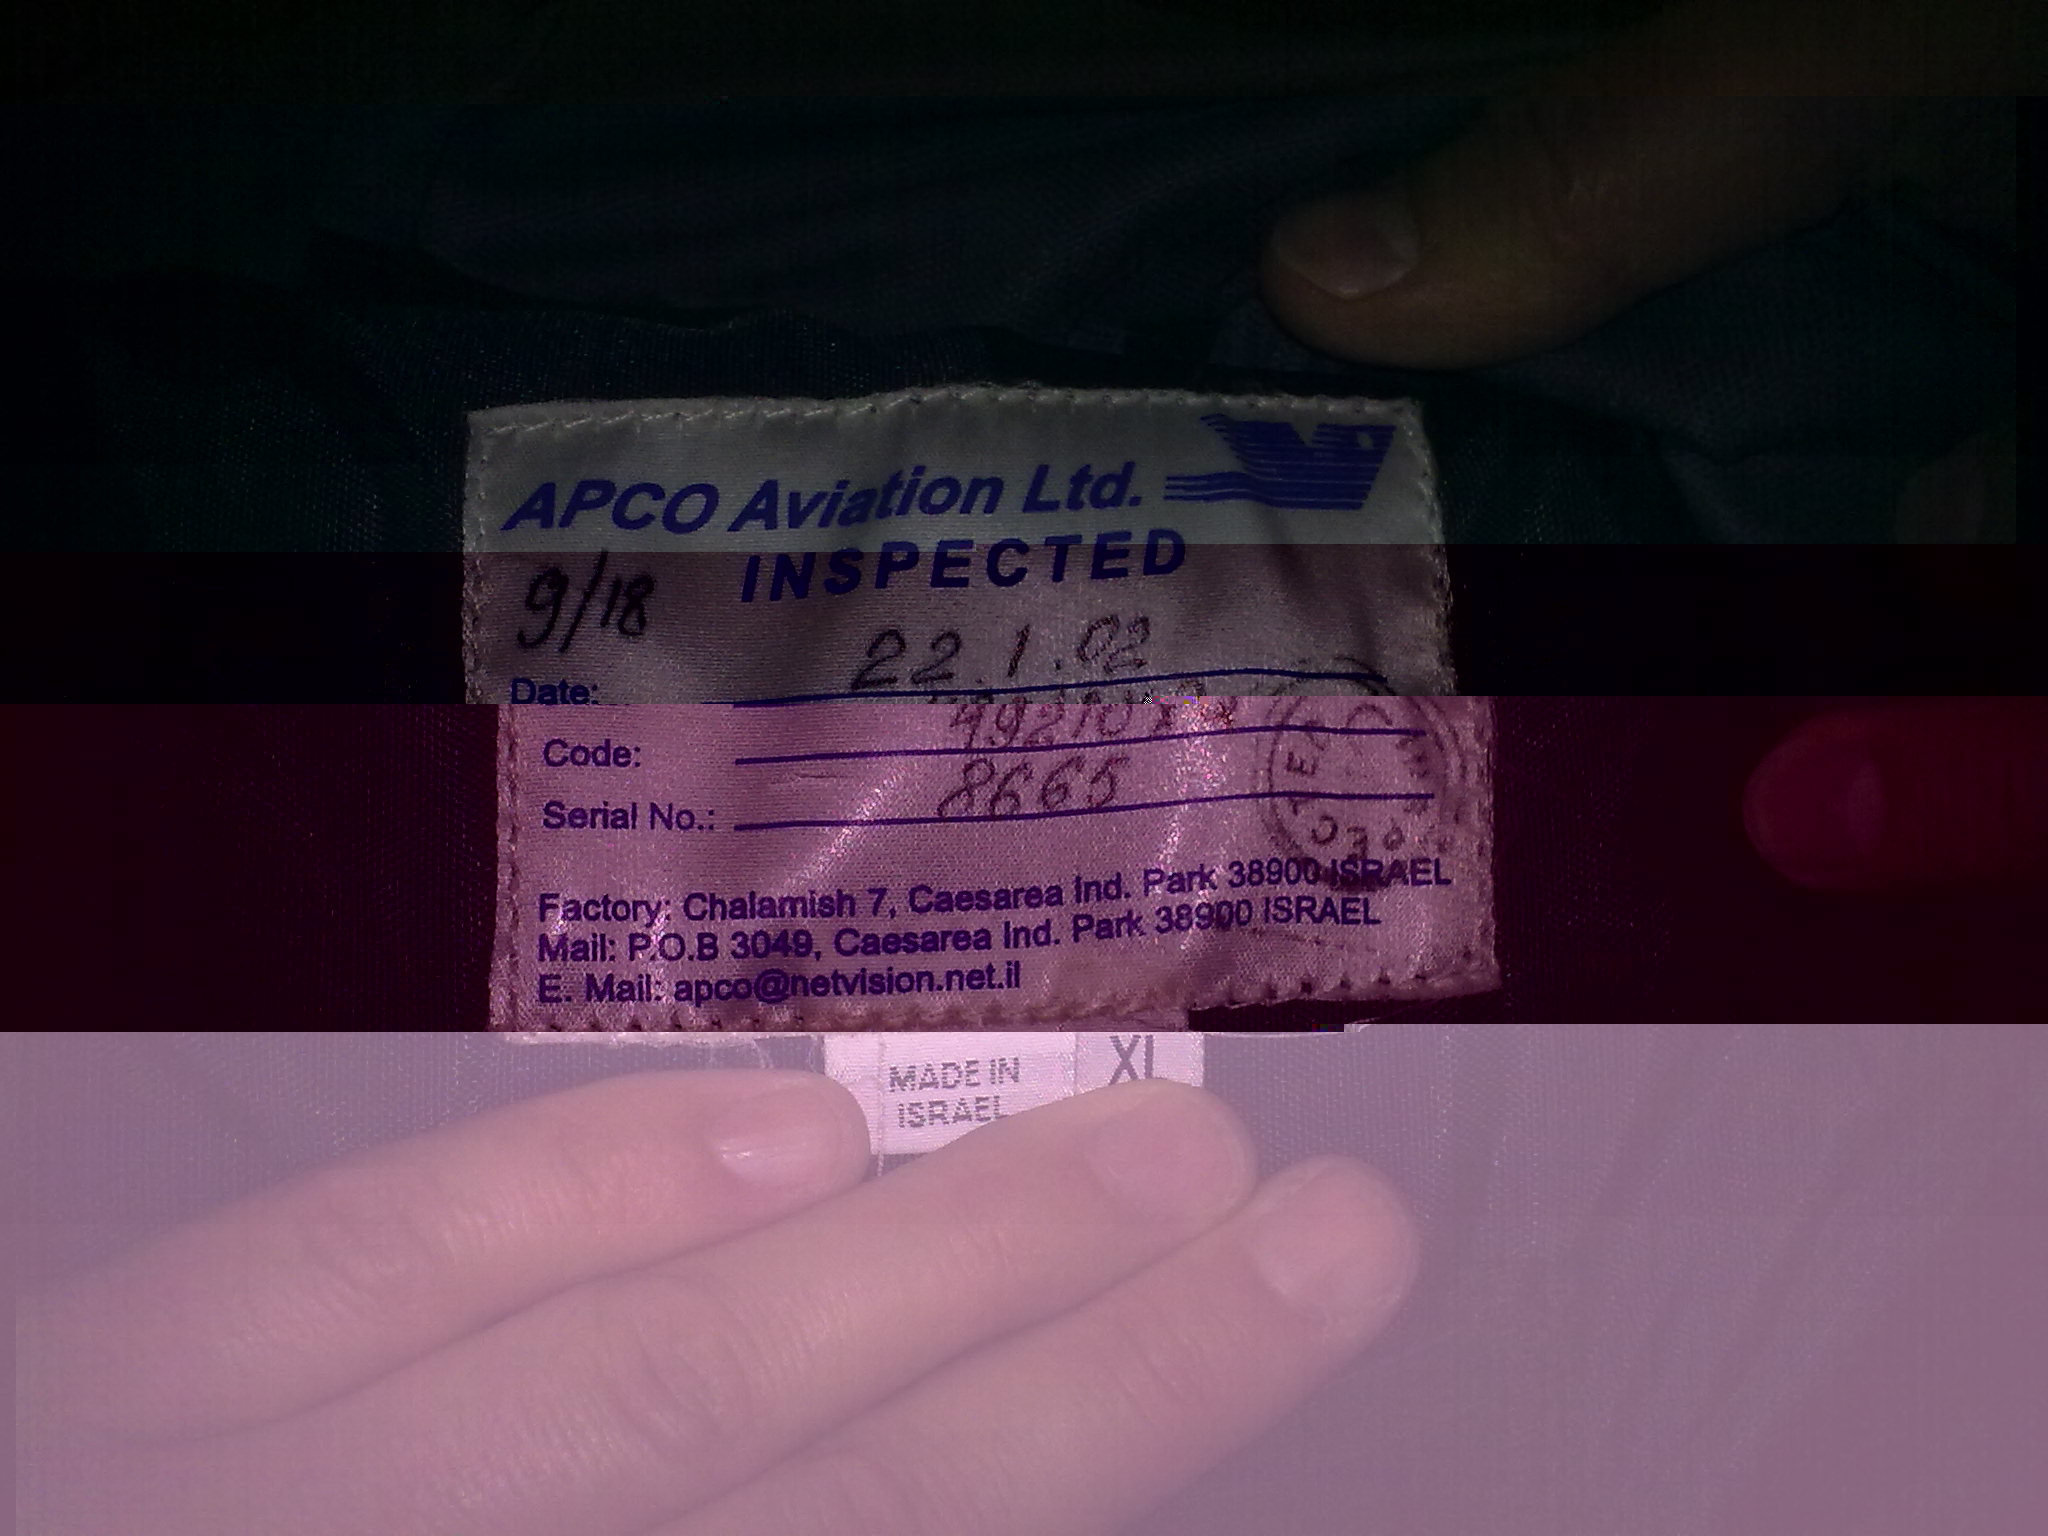 APCO Aviation Ltd.
INSPECTED
9/18
Date: 22.1.02
Code:
Serial No.: 8665
Factory: Chalamish 7, Caesarea Ind. Park 38900 ISRAEL
Mail: P.O.B 3049, Caesarea Ind. Park 38900 ISRAEL
E. Mail: apco@netvision.net.il
MADE IN
ISRAEL
XL